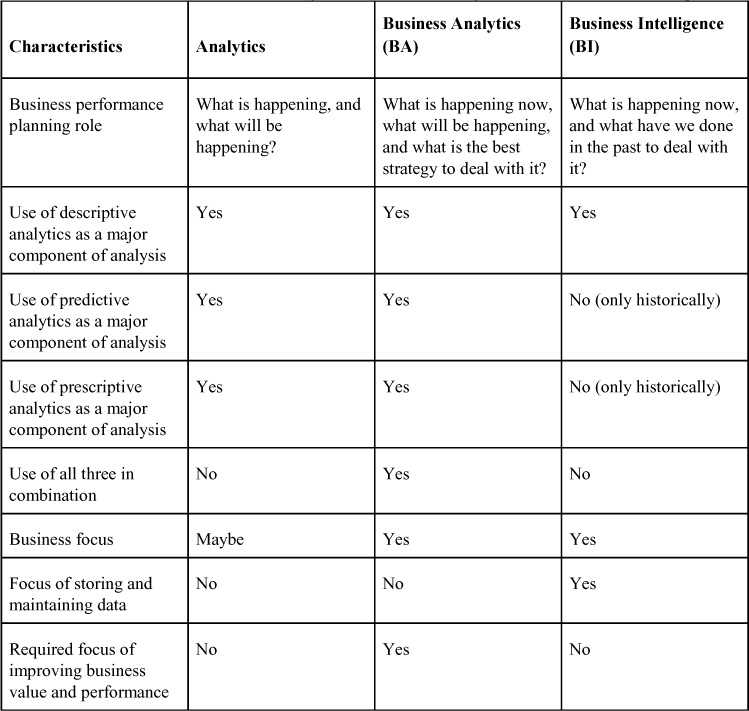 Characteristics
Analytics
Business Analytics
(BA)
Business Intelligence
(BI)
Business performance
planning role
What is happening, and
what will be
happening?
What is happening now,
what will be happening,
and what is the best
strategy to deal with it?
What is happening now,
and what have we done
in the past to deal with
it?
Use of descriptive
analytics as a major
component of analysis
Yes
Yes
Yes
Use of predictive
analytics as a major
component of analysis
Yes
Yes
No (only historically)
Use of prescriptive
analytics as a major
component of analysis
Yes
Yes
No (only historically)
Use of all three in
combination
No
Yes
No
Business focus
Maybe
Yes
Yes
Focus of storing and
maintaining data
No
No
Yes
Required focus of
improving business
value and performance
No
Yes
No